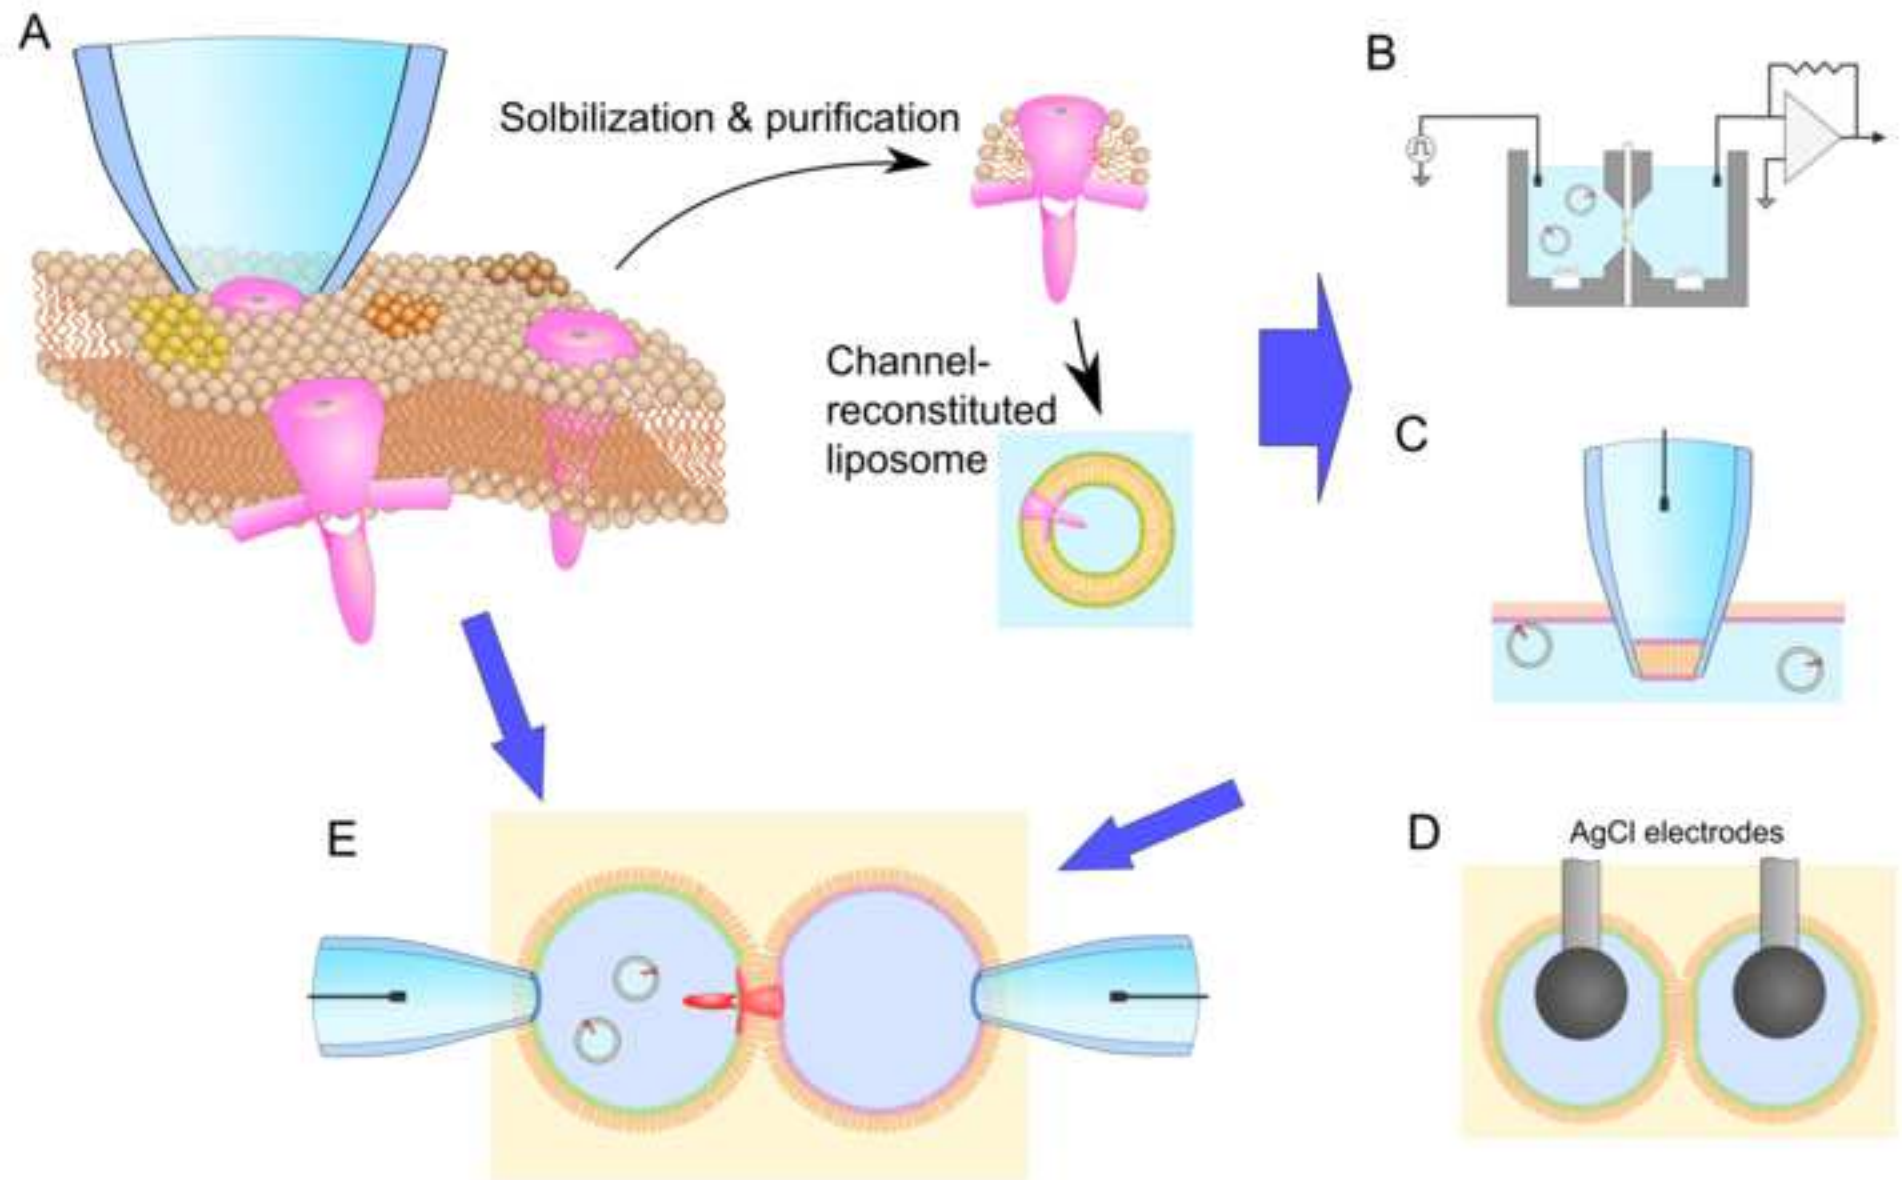 A
Solbilization & purification
B
Channel-
reconstituted
liposome
C
D
AgCl electrodes
E